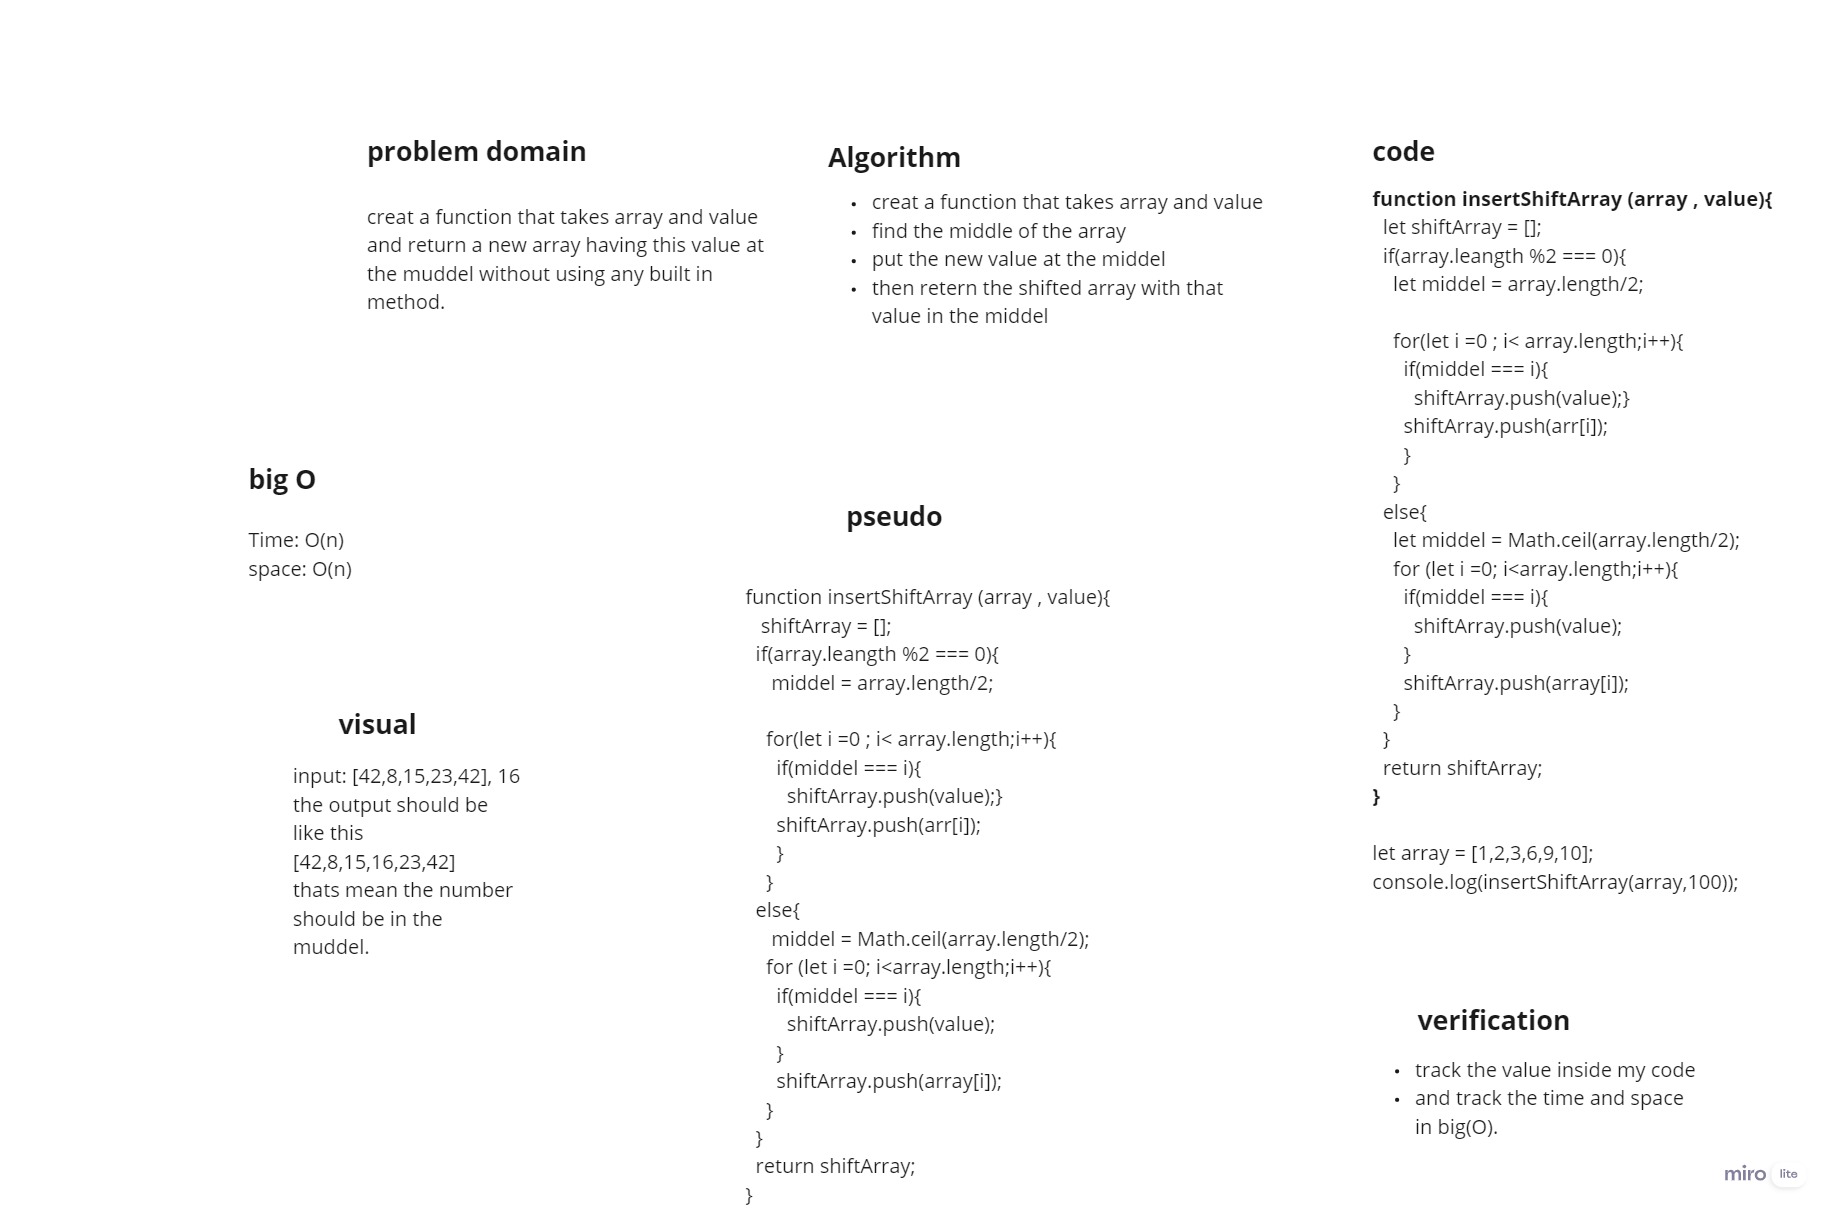 problem domain
creat a function that takes array and value
and return a new array having this value at
the muddel without using any built in
method.
Algorithm
• creat a function that takes array and value
• find the middle of the array
• put the new value at the middel
• then retern the shifted array with that
value in the middel
code
function insertShiftArray (array , value){
let shiftArray = [];
if(array.leangth %2 === 0){
let middel = array.length/2;
for(let i =0 ; i< array.length;i++){
if(middel === i){
shiftArray.push(value);}
shiftArray.push(arr[i]);
}
}
else{
let middel = Math.ceil(array.length/2);
for (let i =0; i<array.length;i++){
if(middel === i){
shiftArray.push(value);
}
shiftArray.push(array[i]);
}
}
return shiftArray;
}
let array = [1,2,3,6,9,10];
console.log(insertShiftArray(array,100));
big O
Time: O(n)
space: O(n)
pseudo
function insertShiftArray (array , value){
shiftArray = [];
if(array.leangth %2 === 0){
middel = array.length/2;
for(let i =0 ; i< array.length;i++){
if(middel === i){
shiftArray.push(value);}
shiftArray.push(arr[i]);
}
}
else{
middel = Math.ceil(array.length/2);
for (let i =0; i<array.length;i++){
if(middel === i){
shiftArray.push(value);
}
shiftArray.push(array[i]);
}
}
return shiftArray;
}
visual
input: [42,8,15,23,42], 16
the output should be
like this
[42,8,15,16,23,42]
thats mean the number
should be in the
muddel.
verification
• track the value inside my code
• and track the time and space
in big(O).
miro lite